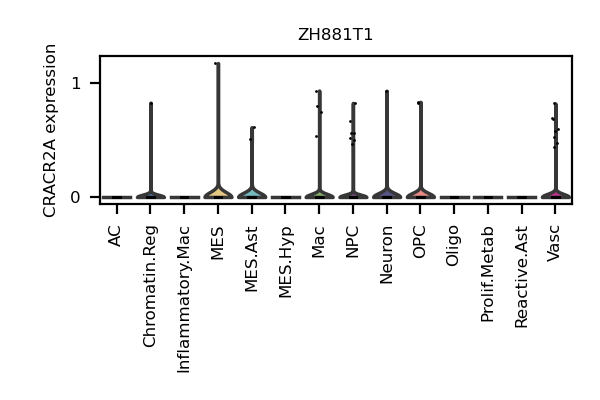 ZH881T1
CRACR2A expression
1
0
AC
Chromatin.Reg
Inflammatory.Mac
MES
MES.Ast
MES.Hyp
Mac
NPC
Neuron
OPC
Oligo
Prolif.Metab
Reactive.Ast
Vasc